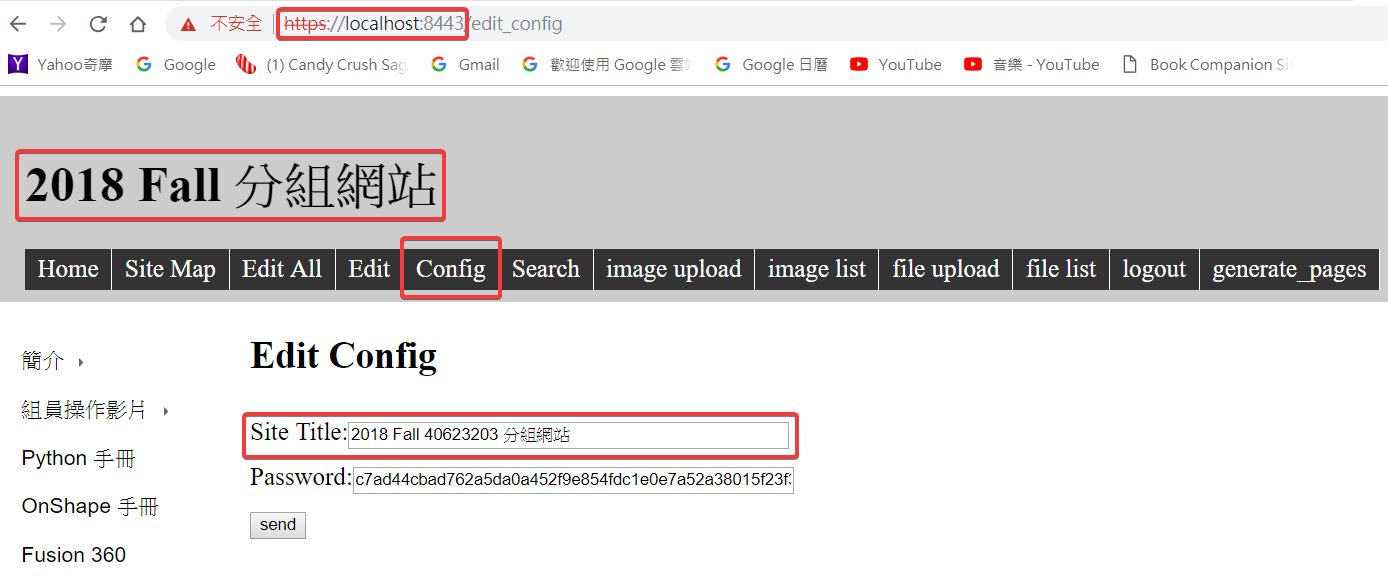 不安全 https://localhost:8443/edit_config
Yahoo奇摩 Google (1) Candy Crush Sag Gmail 歡迎使用 Google 雲 Google 日曆 YouTube 音樂 - YouTube Book Companion Si
2018 Fall 分組網站
Home Site Map Edit All Edit Config Search image upload image list file upload file list logout generate_pages
簡介
Edit Config
組員操作影片
Site Title: 2018 Fall 40623203 分組網站
Python 手冊
Password: c7ad44cbad762a5da0a452f9e854fdc1e0e7a52a38015f23f
OnShape 手冊
send
Fusion 360